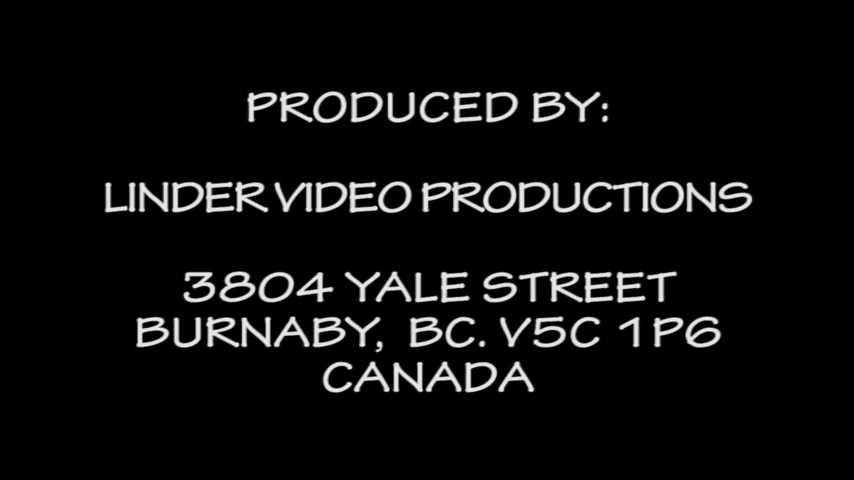 PRODUCED BY:
LINDER VIDEO PRODUCTIONS
3804 YALE STREET
BURNABY, BC. V5C 1P6
CANADA